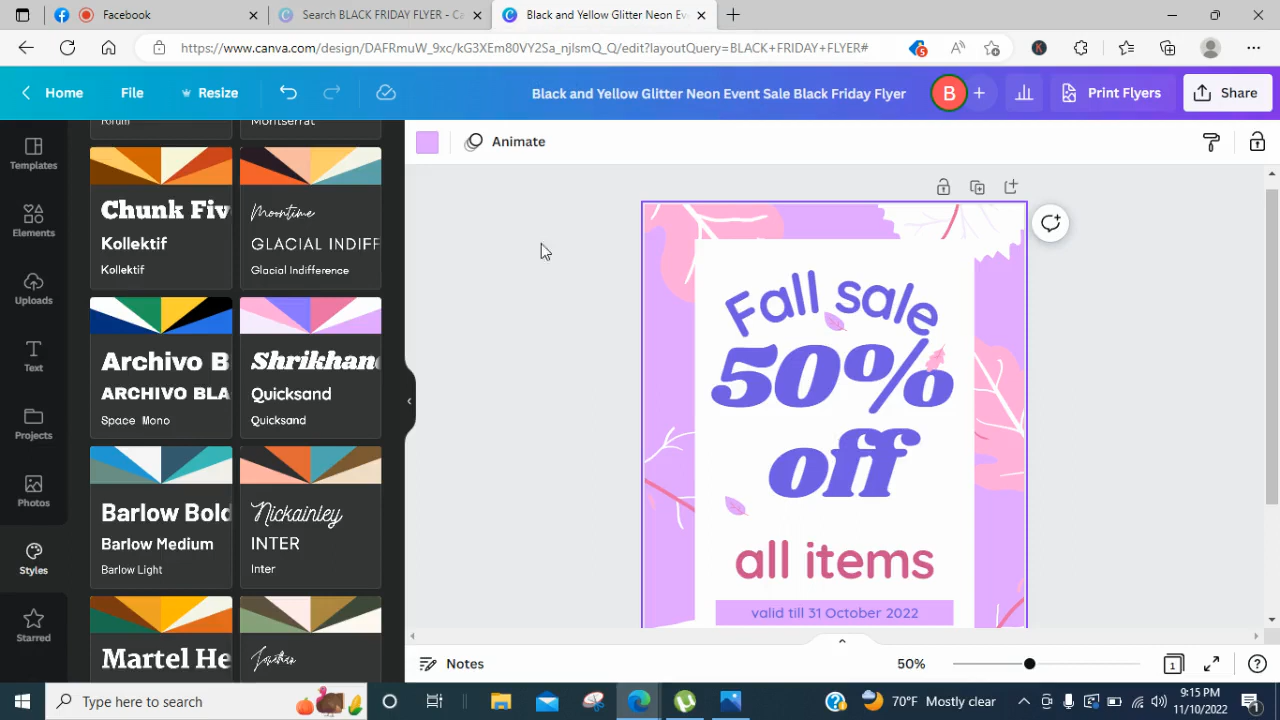 Facebook
Search BLACK FRIDAY FLYER - Ca
Black and Yellow Glitter Neon Eve
https://www.canva.com/design/DAFRmuW_9xc/kG3XEm80VY2Sa_njlsmQ_Q/edit?layoutQuery=BLACK+FRIDAY+FLYER#
5
K
Home
File
Resize
Black and Yellow Glitter Neon Event Sale Black Friday Flyer
B
Print Flyers
Share
Animate
Templates
Elements
Uploads
Text
Projects
Photos
Styles
Starred
Montserrat
Chunk Fiv
Kollektif
Kollektif
Moontime
GLACIAL INDIFF
Glacial Indifference
Archivo B
ARCHIVO BLA
Space Mono
Shrikhand
Quicksand
Quicksand
Barlow Bold
Barlow Medium
Barlow Light
Nickainley
INTER
Inter
Martel He
Fall sale
50%
off
all items
valid till 31 October 2022
Notes
50%
1
Type here to search
70°F Mostly clear
9:15 PM
11/10/2022
1